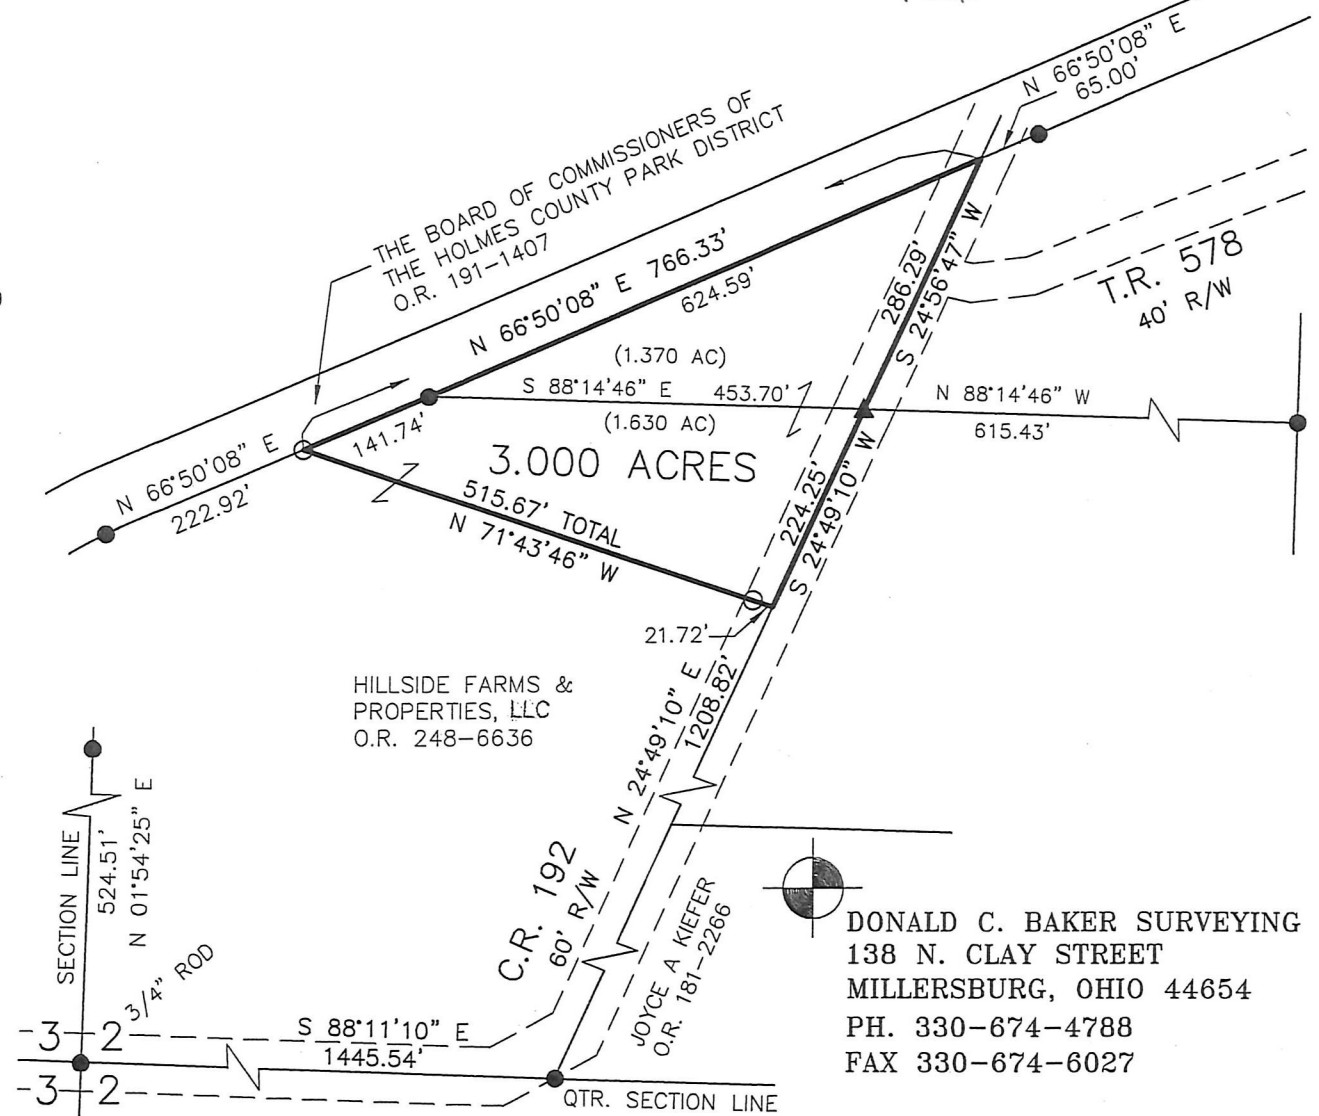 N 66°50'08" E
65.00'
THE BOARD OF COMMISSIONERS OF
THE HOLMES COUNTY PARK DISTRICT
O.R. 191-1407
N 66°50'08" E 766.33'
624.59'
286.29'
S 24°56'47" W
T.R. 578
40' R/W
(1.370 AC)
S 88°14'46" E 453.70'
N 88°14'46" W
615.43'
(1.630 AC)
141.74'
3.000 ACRES
N 66°50'08" E
222.92'
515.67' TOTAL
N 71°43'46" W
224.25'
S 24°49'10" W
21.72'
HILLSIDE FARMS &
PROPERTIES, LLC
O.R. 248-6636
N 24°49'10" E
1208.82'
SECTION LINE
524.51'
N 01°54'25" E
3/4" ROD
C.R. 192
60' R/W
JOYCE A KIEFER
O.R. 181-2266
DONALD C. BAKER SURVEYING
138 N. CLAY STREET
MILLERSBURG, OHIO 44654
PH. 330-674-4788
FAX 330-674-6027
-3-2
S 88°11'10" E
1445.54'
-3-2
QTR. SECTION LINE